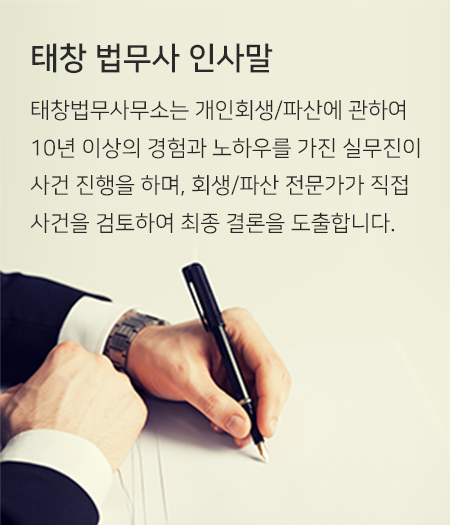 태창 법무사 인사말
태창법무사무소는 개인회생/파산에 관하여
10년 이상의 경험과 노하우를 가진 실무진이
사건 진행을 하며, 회생/파산 전문가가 직접
사건을 검토하여 최종 결론을 도출합니다.